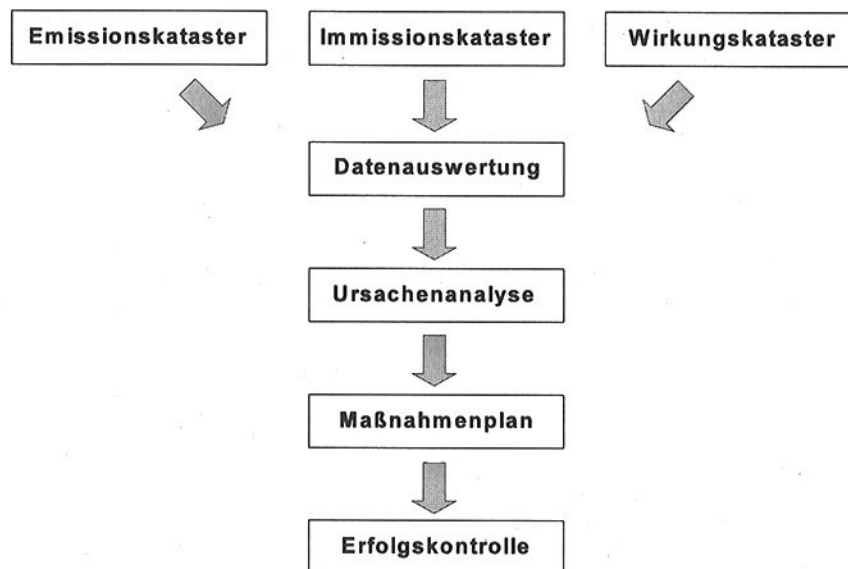 Emissionskataster
Immissionskataster
Wirkungskataster
Datenauswertung
Ursachenanalyse
Maßnahmenplan
Erfolgskontrolle